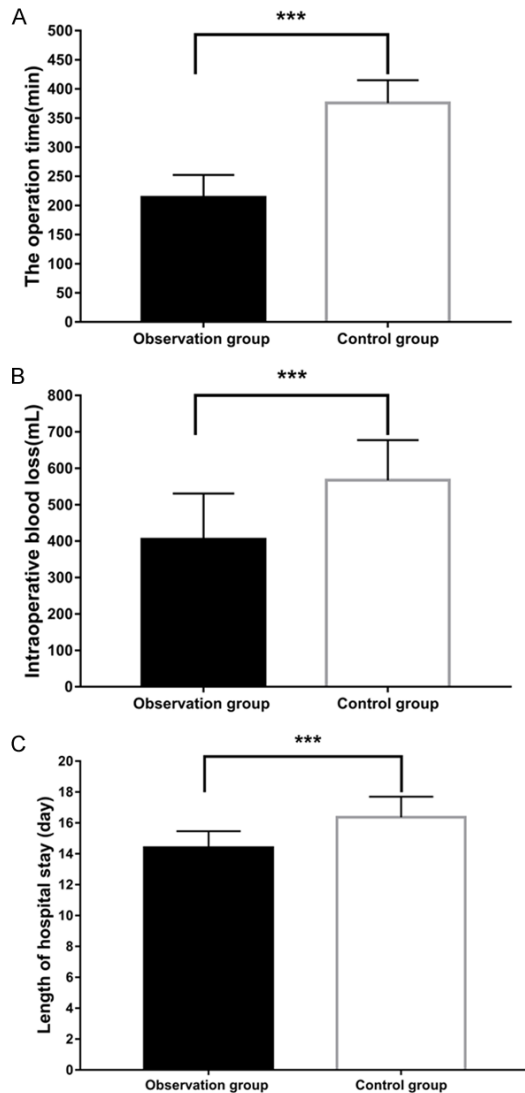 A
***
The operation time(min)
500
450
400
350
300
250
200
150
100
50
0
Observation group
Control group
B
***
Intraoperative blood loss(mL)
800
700
600
500
400
300
200
100
0
Observation group
Control group
C
***
Length of hospital stay (day)
20
18
16
14
12
10
8
6
4
2
0
Observation group
Control group